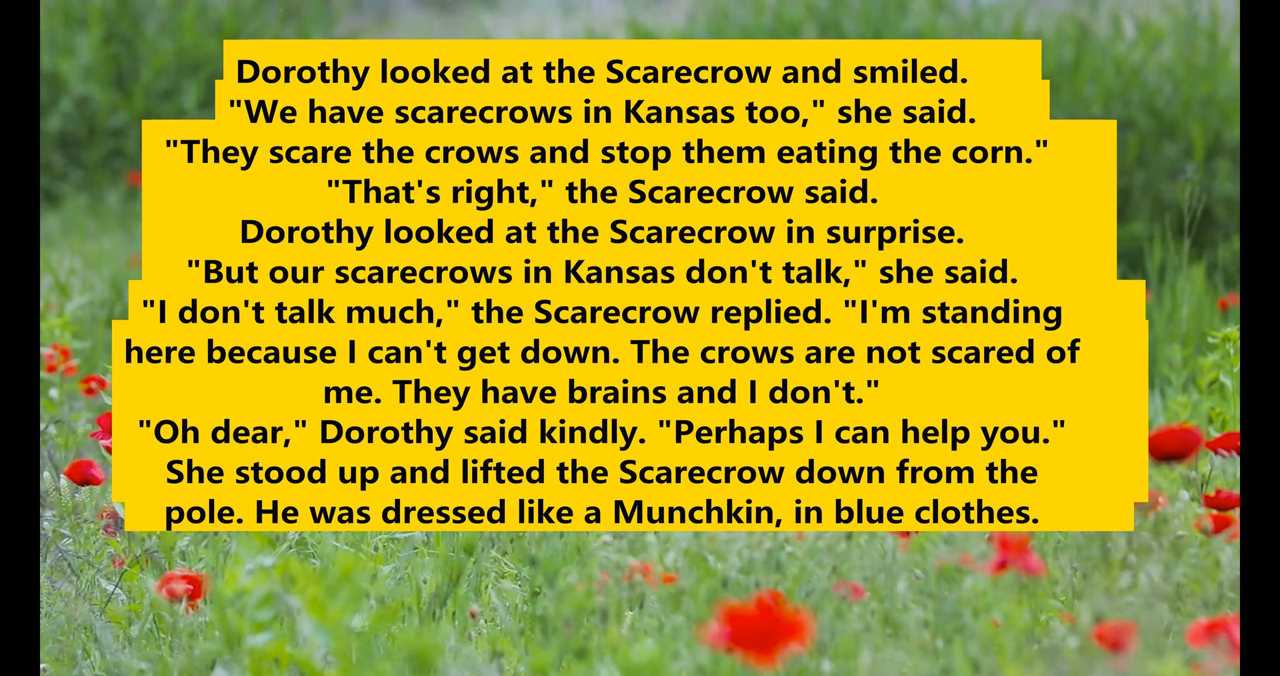 Dorothy looked at the Scarecrow and smiled.
"We have scarecrows in Kansas too," she said.
"They scare the crows and stop them eating the corn."
"That's right," the Scarecrow said.
Dorothy looked at the Scarecrow in surprise.
"But our scarecrows in Kansas don't talk," she said.
"I don't talk much," the Scarecrow replied. "I'm standing
here because I can't get down. The crows are not scared of
me. They have brains and I don't."
"Oh dear," Dorothy said kindly. "Perhaps I can help you."
She stood up and lifted the Scarecrow down from the
pole. He was dressed like a Munchkin, in blue clothes.